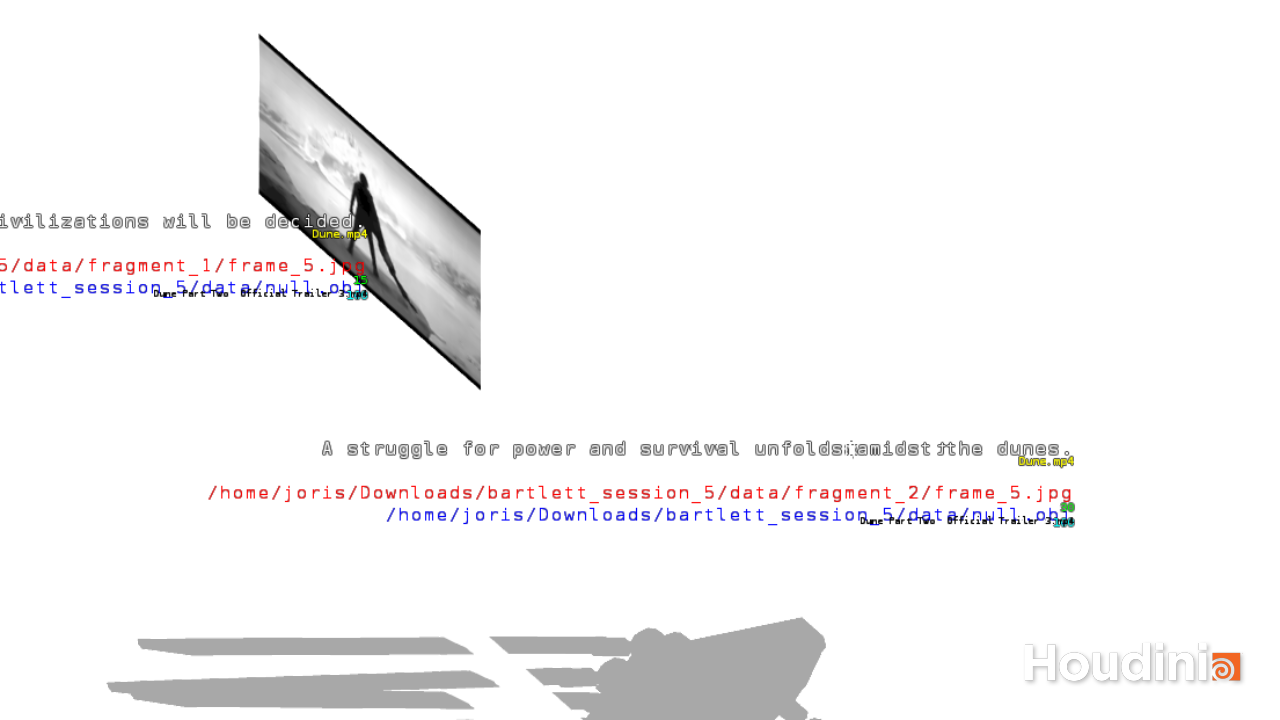 ivilizations will be decided.
Dune.mp4
5/data/fragment_1/frame_5.jpg
15
tlett_session_5/data/null.obj
Dune Part Two Official Trailer 3.mp4
100
A struggle for power and survival unfolds amidst the dunes.
Dune.mp4
/home/joris/Downloads/bartlett_session_5/data/fragment_2/frame_5.jpg
/home/joris/Downloads/bartlett_session_5/data/null.obj
Dune Part Two Official Trailer 3.mp4
Houdini